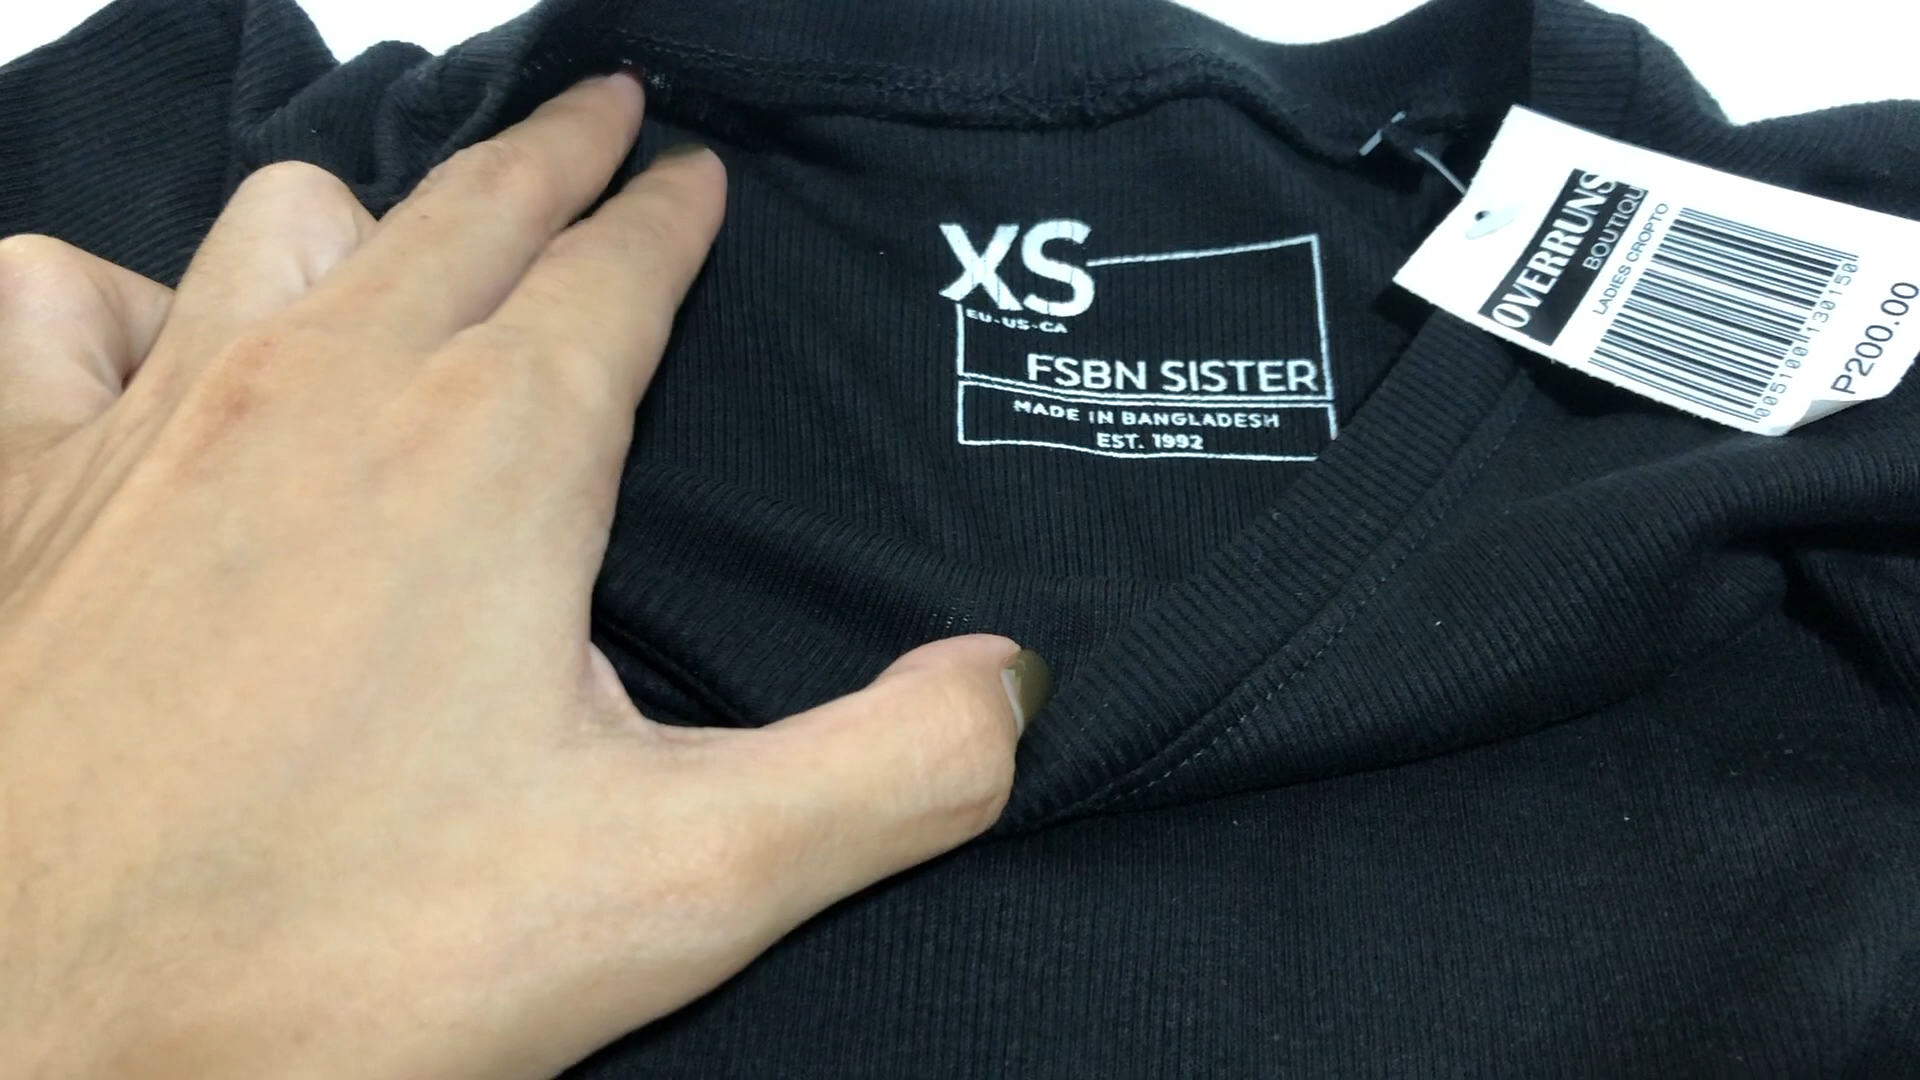 XS
EU-US-CA
FSBN SISTER
MADE IN BANGLADESH
EST. 1992
OVERRUNS
BOUTIQU
LADIES CROPTO
P200.00